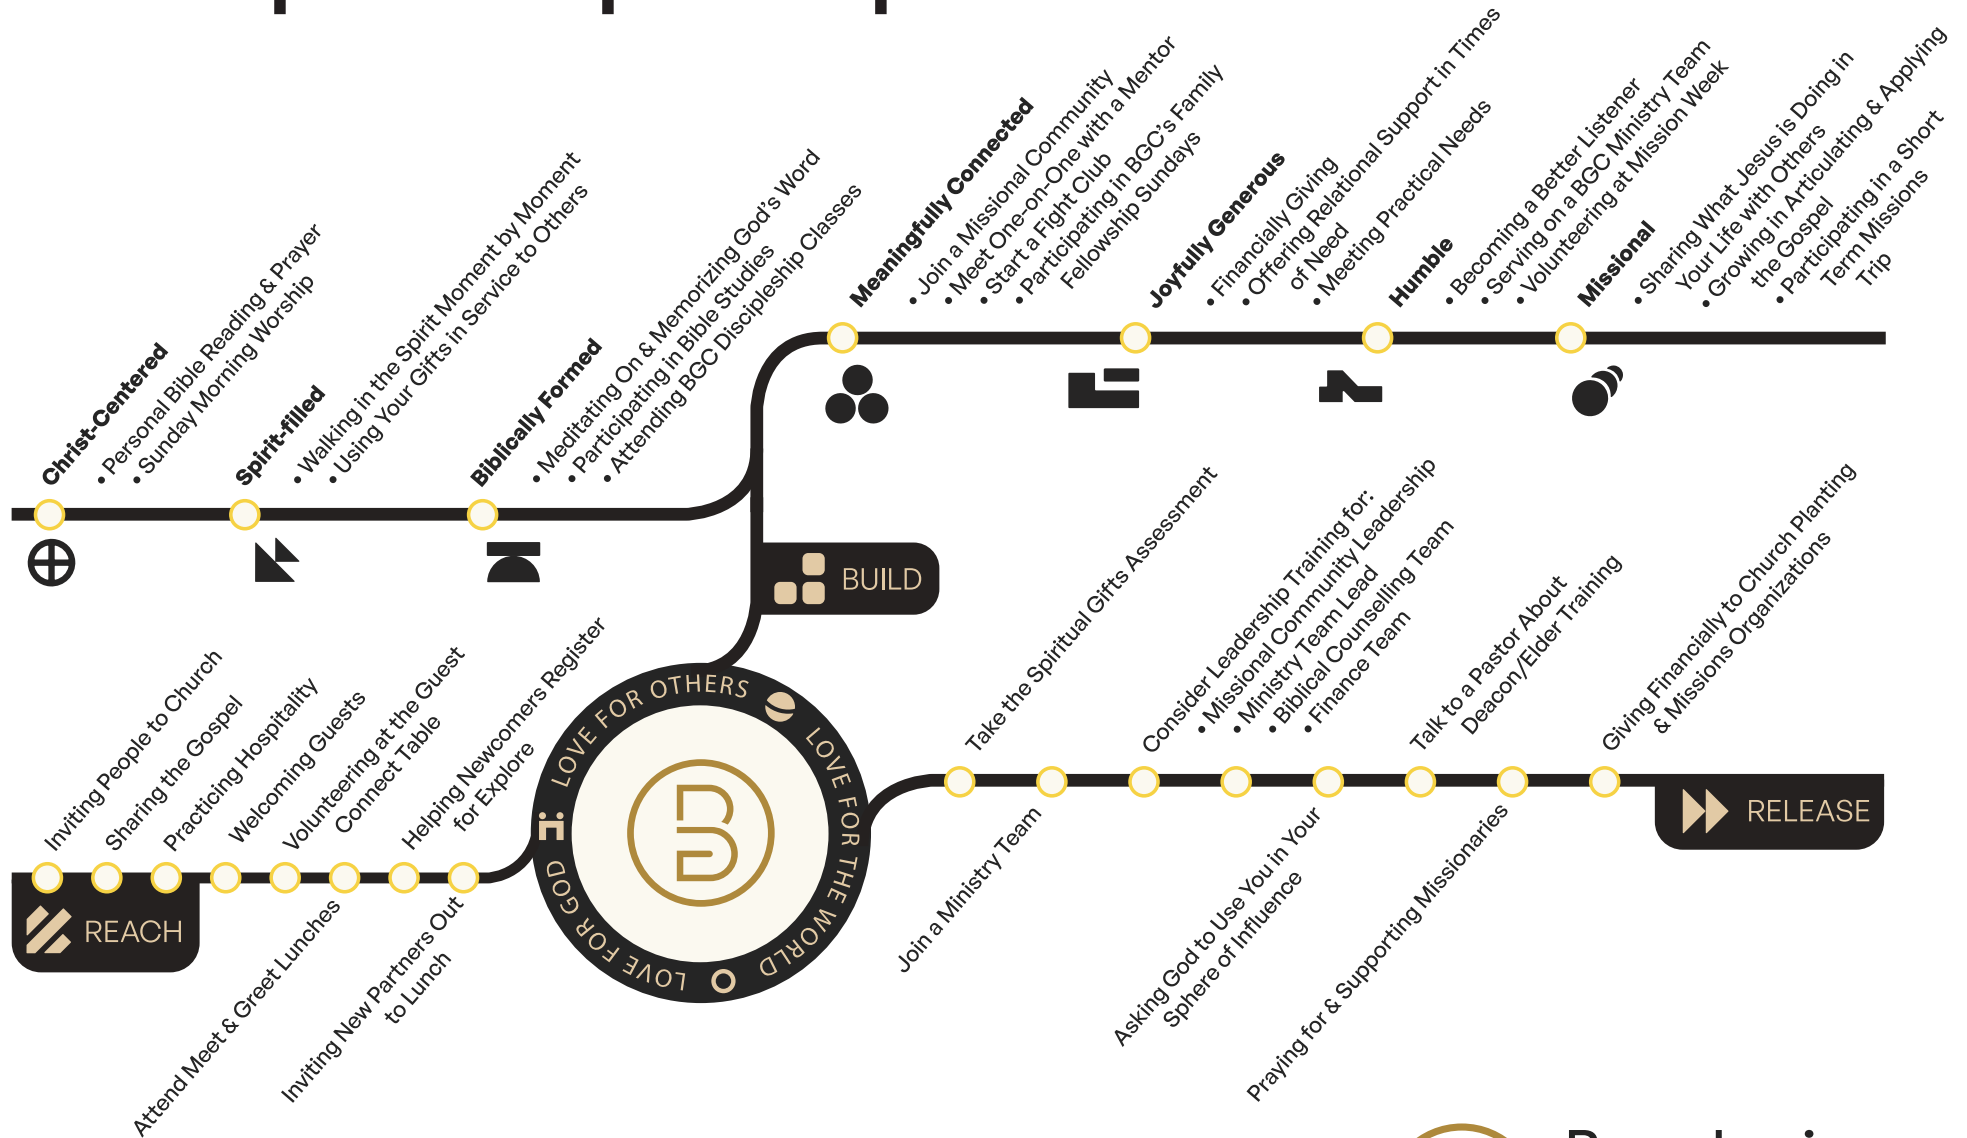 Christ-Centered
• Personal Bible Reading & Prayer
• Sunday Morning Worship
Spirit-filled
• Walking in the Spirit Moment by Moment
• Using Your Gifts in Service to Others
Biblically Formed
• Meditating On & Memorizing God's Word
• Participating in Bible Studies
• Attending BGC Discipleship Classes
Meaningfully Connected
• Join a Missional Community
• Meet One-on-One with a Mentor
• Start a Fight Club
• Participating in BGC's Family
Fellowship Sundays
Joyfully Generous
• Financially Giving
• Offering Relational Support in Times
of Need
• Meeting Practical Needs
Humble
• Becoming a Better Listener
• Serving on a BGC Ministry Team
• Volunteering at Mission Week
Missional
• Sharing What Jesus is Doing in
Your Life with Others
• Growing in Articulating & Applying
the Gospel
• Participating in a Short
Term Missions
Trip
BUILD
Inviting People to Church
Sharing the Gospel
Practicing Hospitality
Welcoming Guests
Volunteering at the Guest
Connect Table
Attend Meet & Greet Lunches
Helping Newcomers Register
for Explore
Inviting New Partners Out
to Lunch
REACH
LOVE FOR OTHERS
LOVE FOR THE WORLD
LOVE FOR GOD
B
Take the Spiritual Gifts Assessment
Join a Ministry Team
Consider Leadership Training for:
• Missional Community Leadership
• Ministry Team Lead
• Biblical Counselling Team
• Finance Team
Asking God to Use You in Your
Sphere of Influence
Talk to a Pastor About
Deacon/Elder Training
Praying for & Supporting Missionaries
Giving Financially to Church Planting
& Missions Organizations
RELEASE